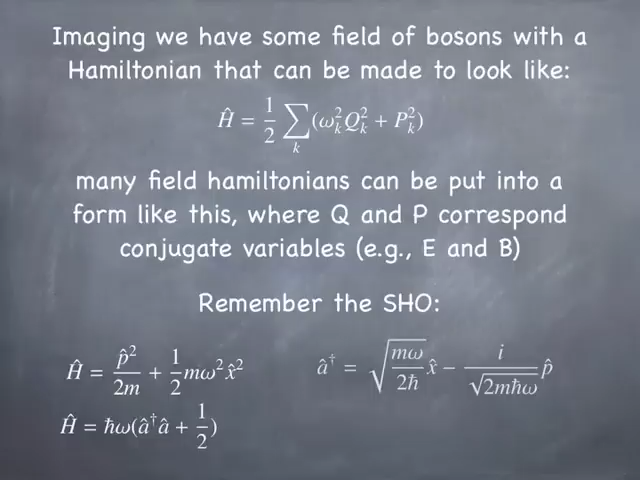 Imaging we have some field of bosons with a
Hamiltonian that can be made to look like:
Ĥ = 1/2 ∑_k (ω_k^2 Q_k^2 + P_k^2)
many field hamiltonians can be put into a
form like this, where Q and P correspond
conjugate variables (e.g., E and B)
Remember the SHO:
Ĥ = p̂^2/2m + 1/2 mω^2 x̂^2
â† = √(mω/2ħ) x̂ − i/√(2mħω) p̂
Ĥ = ħω(â†â + 1/2)